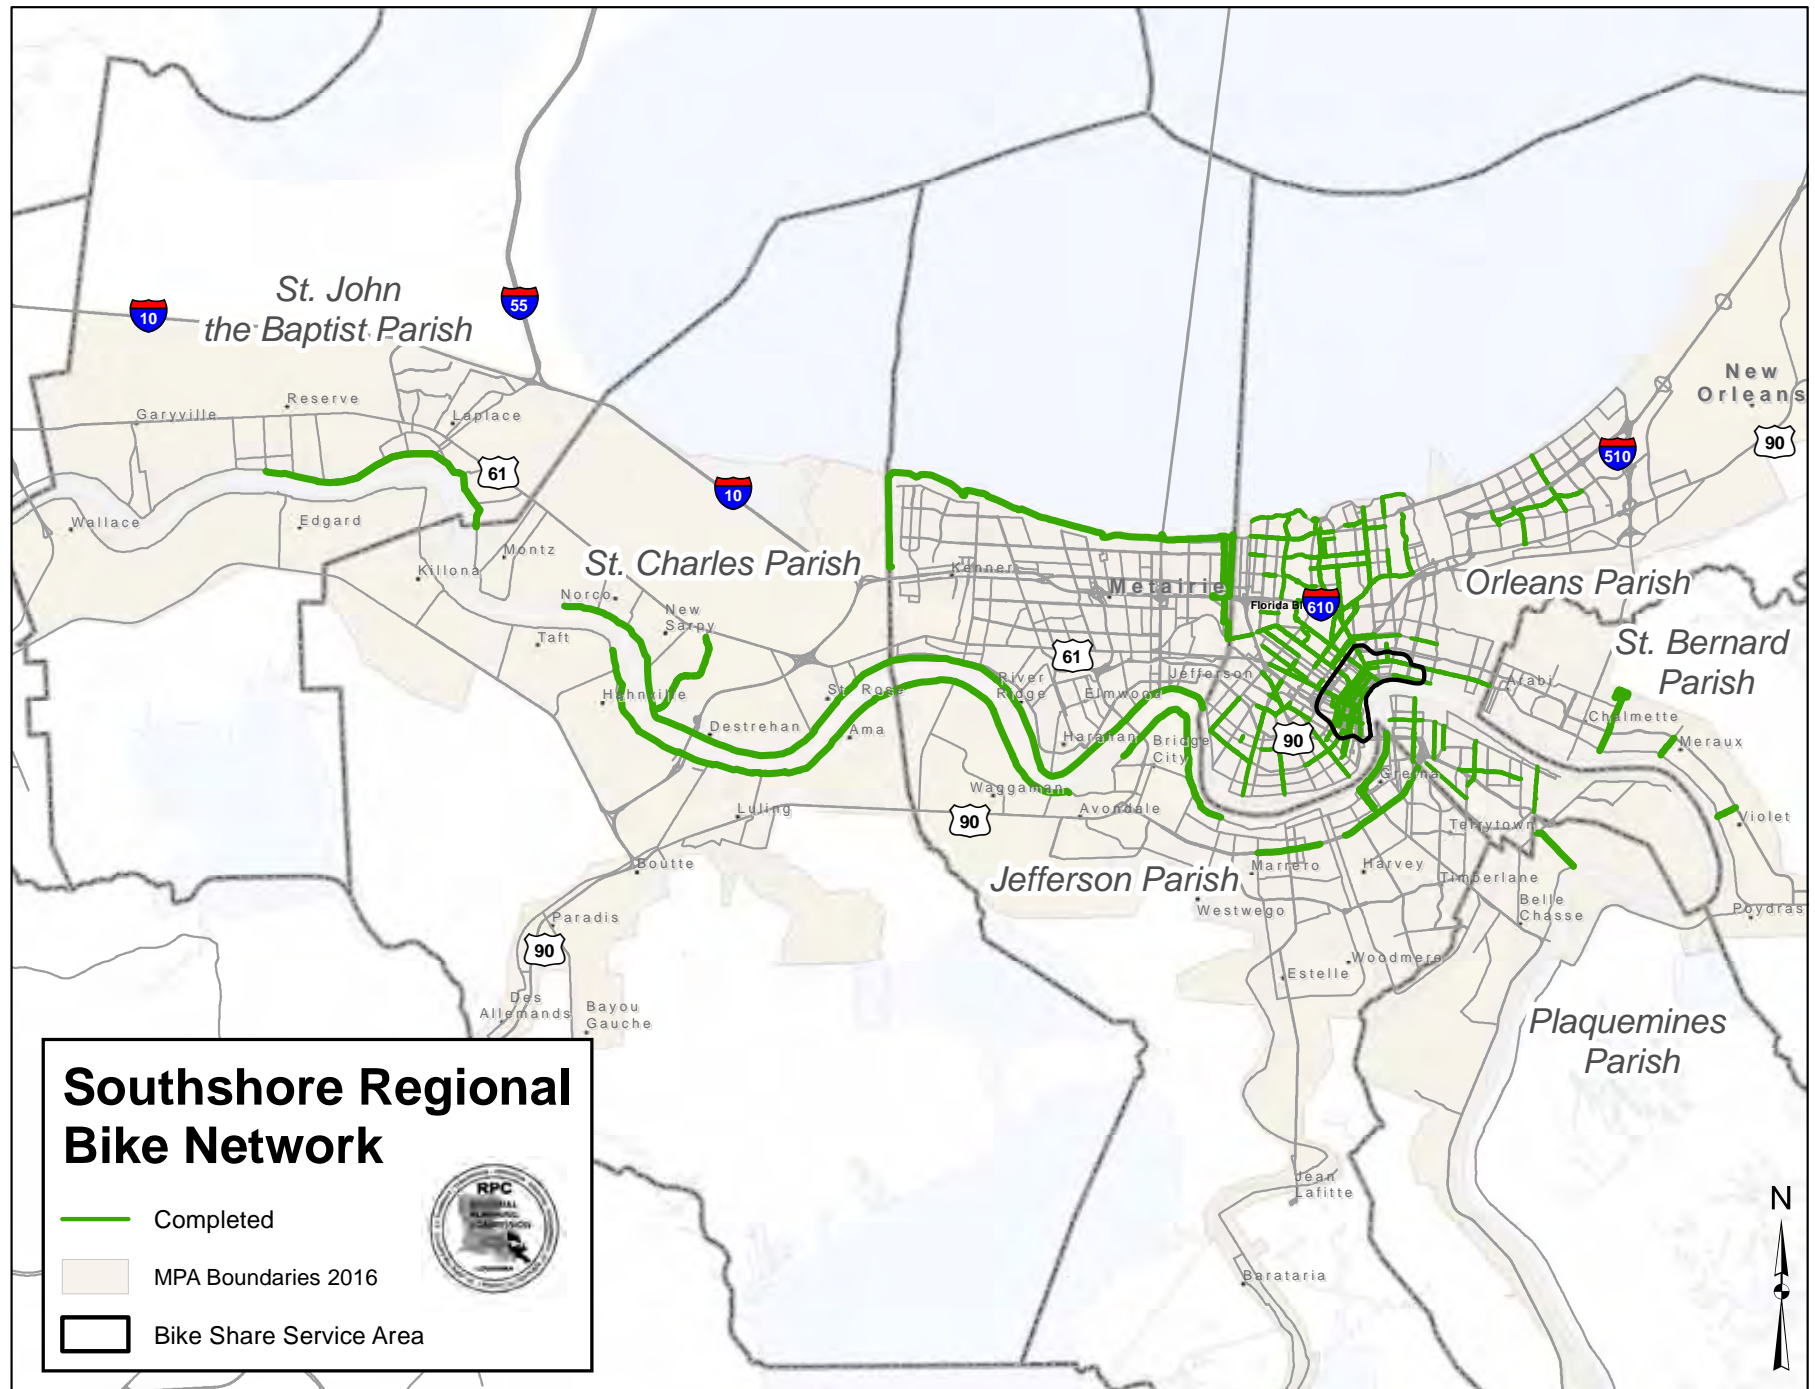 St. John
the Baptist Parish
10
55
New
Orleans
90
510
Reserve
Garyville
Laplace
61
10
Wallace
Edgard
Montz
Killona
St. Charles Parish
Norco
New
Sarpy
Taft
Hahnville
Destrehan
St. Rose
Ama
Luling
Boutte
Paradis
90
Des
Allemands
Bayou
Gauche
Kenner
Metairie
Florida Bl
610
Orleans Parish
St. Bernard
Parish
61
Jefferson
River
Ridge
Elmwood
Harahan
Bridge
City
90
Arabi
Chalmette
Meraux
Violet
Poydras
Waggaman
Avondale
90
Gretna
Terrytown
Jefferson Parish
Marrero
Harvey
Timberlane
Westwego
Belle
Chasse
Woodmere
Estelle
Plaquemines
Parish
Jean
Lafitte
Barataria
Southshore Regional
Bike Network
RPC
Completed
MPA Boundaries 2016
Bike Share Service Area
N